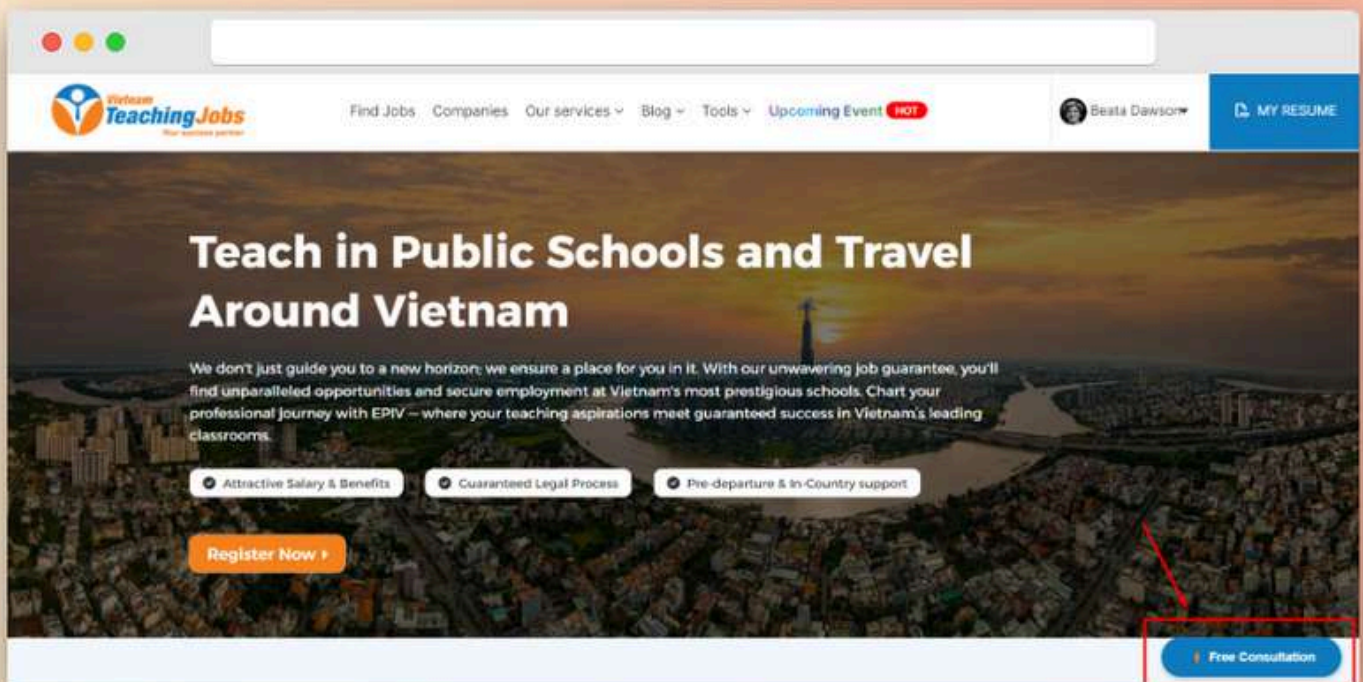 Vietnam
TeachingJobs
Your success partner
Find Jobs Companies Our services Blog Tools Upcoming Event HOT
Beata Dawson
MY RESUME
Teach in Public Schools and Travel
Around Vietnam
We don't just guide you to a new horizon; we ensure a place for you in it. With our unwavering job guarantee, you'll
find unparalleled opportunities and secure employment at Vietnam's most prestigious schools. Chart your
professional journey with EPIV — where your teaching aspirations meet guaranteed success in Vietnam's leading
classrooms.
Attractive Salary & Benefits Guaranteed Legal Process Pre-departure & In-Country support
Register Now
Free Consultation